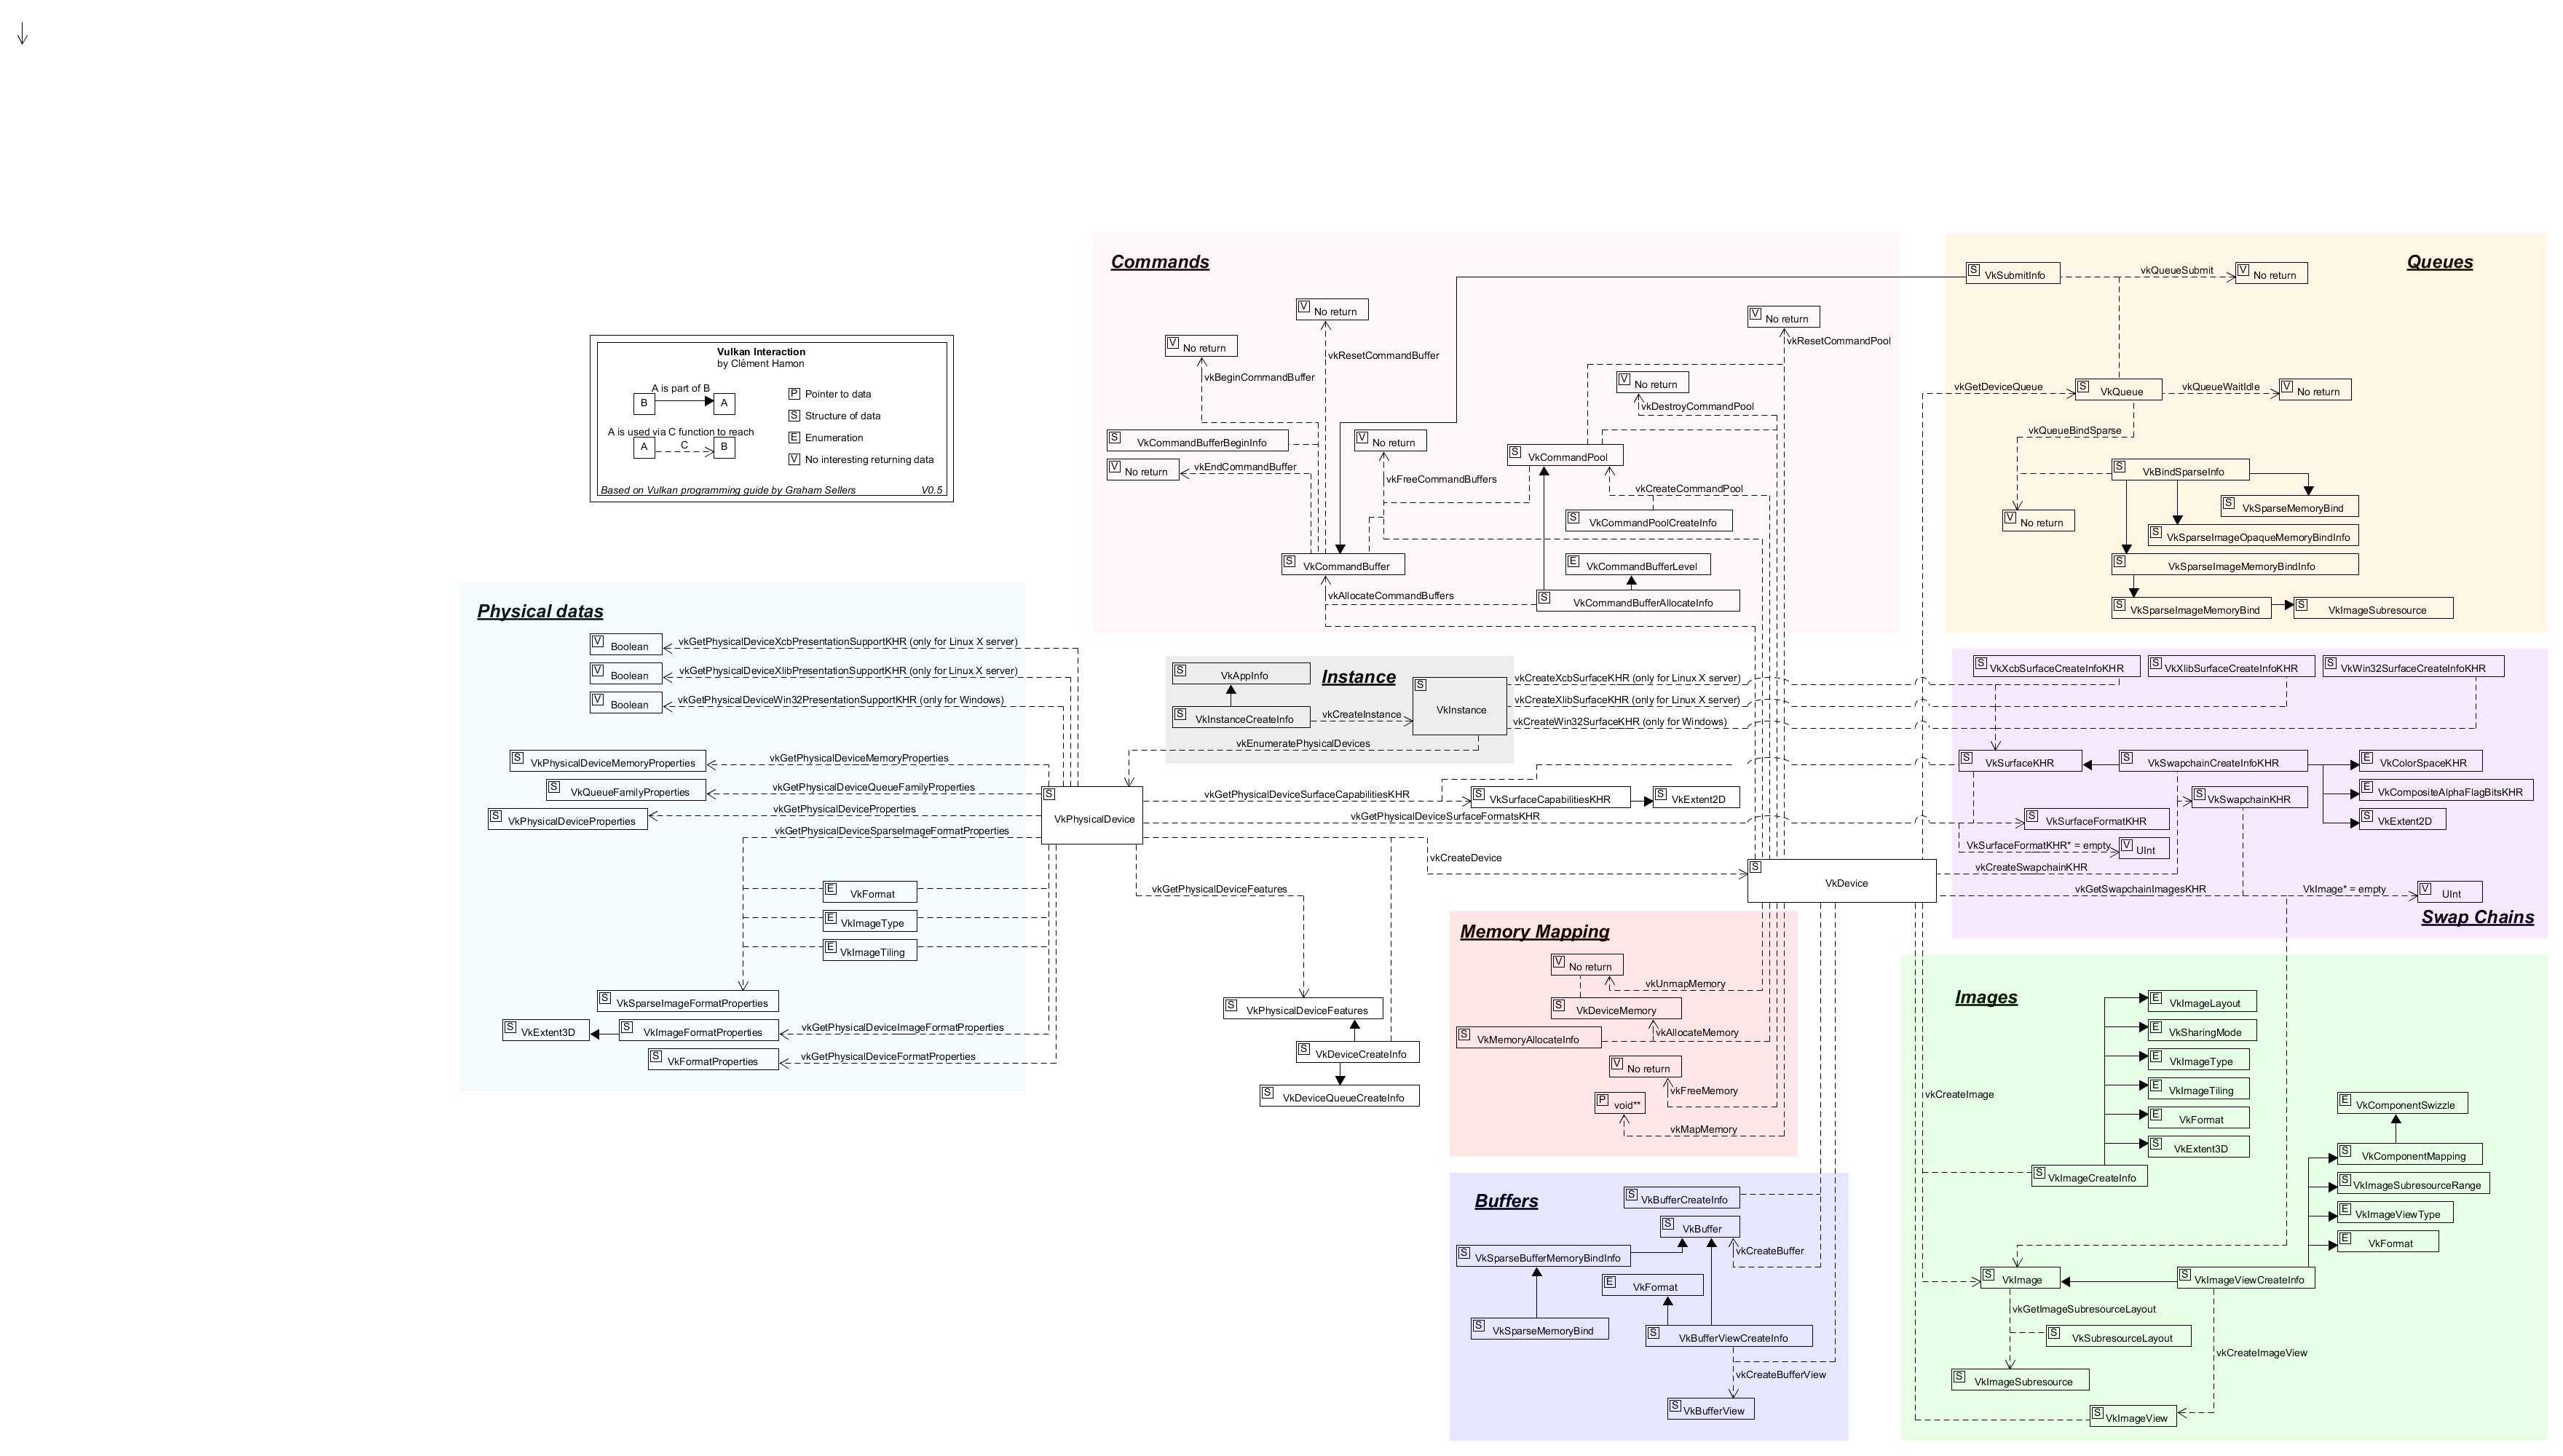 Commands
Queues
S
VkSubmitInfo
vkQueueSubmit
V
No return
V
No return
V
No return
vkResetCommandPool
V
No return
vkResetCommandBuffer
vkBeginCommandBuffer
V
No return
vkDestroyCommandPool
vkGetDeviceQueue
S
VkQueue
vkQueueWaitIdle
V
No return
vkQueueBindSparse
Vulkan Interaction
by Clément Hamon
A is part of B
B
A
A is used via C function to reach
A
C
B
P
Pointer to data
S
Structure of data
E
Enumeration
V
No interesting returning data
Based on Vulkan programming guide by Graham Sellers
V0.5
S
VkCommandBufferBeginInfo
V
No return
V
No return
vkEndCommandBuffer
vkFreeCommandBuffers
S
VkCommandPool
vkCreateCommandPool
S
VkCommandPoolCreateInfo
S
VkCommandBuffer
E
VkCommandBufferLevel
vkAllocateCommandBuffers
S
VkCommandBufferAllocateInfo
S
VkBindSparseInfo
S
VkSparseMemoryBind
V
No return
S
VkSparseImageOpaqueMemoryBindInfo
S
VkSparseImageMemoryBindInfo
S
VkSparseImageMemoryBind
S
VkImageSubresource
Physical datas
V
Boolean
vkGetPhysicalDeviceXcbPresentationSupportKHR (only for Linux X server)
V
Boolean
vkGetPhysicalDeviceXlibPresentationSupportKHR (only for Linux X server)
V
Boolean
vkGetPhysicalDeviceWin32PresentationSupportKHR (only for Windows)
S
VkPhysicalDeviceMemoryProperties
vkGetPhysicalDeviceMemoryProperties
S
VkQueueFamilyProperties
vkGetPhysicalDeviceQueueFamilyProperties
S
VkPhysicalDeviceProperties
vkGetPhysicalDeviceProperties
vkGetPhysicalDeviceSparseImageFormatProperties
E
VkFormat
E
VkImageType
E
VkImageTiling
S
VkSparseImageFormatProperties
S
VkExtent3D
S
VkImageFormatProperties
vkGetPhysicalDeviceImageFormatProperties
S
VkFormatProperties
vkGetPhysicalDeviceFormatProperties
S
VkPhysicalDevice
Instance
S
VkAppInfo
S
VkInstanceCreateInfo
vkCreateInstance
S
VkInstance
vkEnumeratePhysicalDevices
vkCreateXcbSurfaceKHR (only for Linux X server)
vkCreateXlibSurfaceKHR (only for Linux X server)
vkCreateWin32SurfaceKHR (only for Windows)
vkGetPhysicalDeviceSurfaceCapabilitiesKHR
S
VkSurfaceCapabilitiesKHR
S
VkExtent2D
vkGetPhysicalDeviceSurfaceFormatsKHR
vkCreateDevice
vkGetPhysicalDeviceFeatures
S
VkPhysicalDeviceFeatures
S
VkDeviceCreateInfo
S
VkDeviceQueueCreateInfo
S
VkDevice
S
VkXcbSurfaceCreateInfoKHR
S
VkXlibSurfaceCreateInfoKHR
S
VkWin32SurfaceCreateInfoKHR
S
VkSurfaceKHR
S
VkSwapchainCreateInfoKHR
E
VkColorSpaceKHR
S
VkSwapchainKHR
E
VkCompositeAlphaFlagBitsKHR
S
VkSurfaceFormatKHR
S
VkExtent2D
VkSurfaceFormatKHR* = empty
V
UInt
vkCreateSwapchainKHR
vkGetSwapchainImagesKHR
VkImage* = empty
V
UInt
Swap Chains
Memory Mapping
V
No return
vkUnmapMemory
S
VkDeviceMemory
S
VkMemoryAllocateInfo
vkAllocateMemory
V
No return
vkFreeMemory
P
void**
vkMapMemory
Buffers
S
VkBufferCreateInfo
S
VkBuffer
S
VkSparseBufferMemoryBindInfo
vkCreateBuffer
E
VkFormat
S
VkSparseMemoryBind
S
VkBufferViewCreateInfo
vkCreateBufferView
S
VkBufferView
Images
E
VkImageLayout
E
VkSharingMode
E
VkImageType
E
VkImageTiling
E
VkFormat
S
VkExtent3D
vkCreateImage
S
VkImageCreateInfo
E
VkComponentSwizzle
S
VkComponentMapping
S
VkImageSubresourceRange
E
VkImageViewType
E
VkFormat
S
VkImage
S
VkImageViewCreateInfo
vkGetImageSubresourceLayout
S
VkSubresourceLayout
vkCreateImageView
S
VkImageSubresource
S
VkImageView